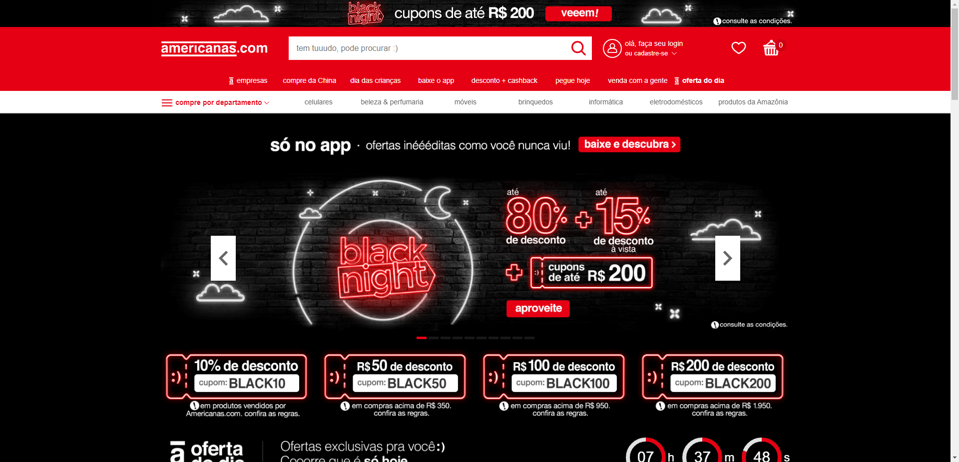 black night
cupons de até R$ 200
veeem!
consulte as condições.
americanas.com
tem tuuudo, pode procurar :)
olá, faça seu login
ou cadastre-se
0
empresas
compre da China
dia das crianças
baixe o app
desconto + cashback
pegue hoje
venda com a gente
oferta do dia
compre por departamento
celulares
beleza & perfumaria
móveis
brinquedos
informática
eletrodomésticos
produtos da Amazônia
só no app · ofertas inéééditas como você nunca viu!
baixe e descubra >
black
night
até
80%
de desconto
+
até
15%
de desconto
à vista
+ cupons
de até R$ 200
aproveite
consulte as condições.
:) 10% de desconto
cupom: BLACK10
em produtos vendidos por
Americanas.com. confira as regras.
:) R$ 50 de desconto
cupom: BLACK50
em compras acima de R$ 350.
confira as regras.
:) R$ 100 de desconto
cupom: BLACK100
em compras acima de R$ 950.
confira as regras.
:) R$ 200 de desconto
cupom: BLACK200
em compras acima de R$ 1.950.
confira as regras.
a oferta
do dia
Ofertas exclusivas pra você:)
Cooorre que é só hoje
07 h 37 m 48 s